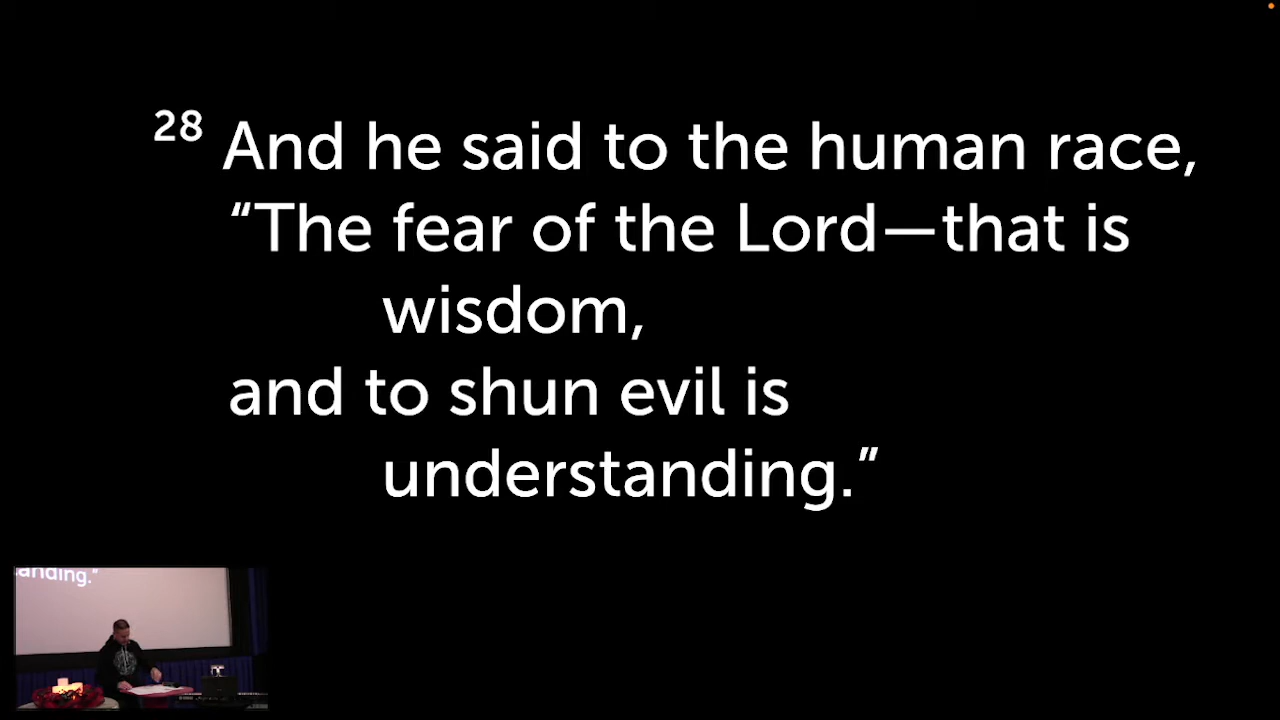 28 And he said to the human race,
“The fear of the Lord—that is
wisdom,
and to shun evil is
understanding.”
anding.”